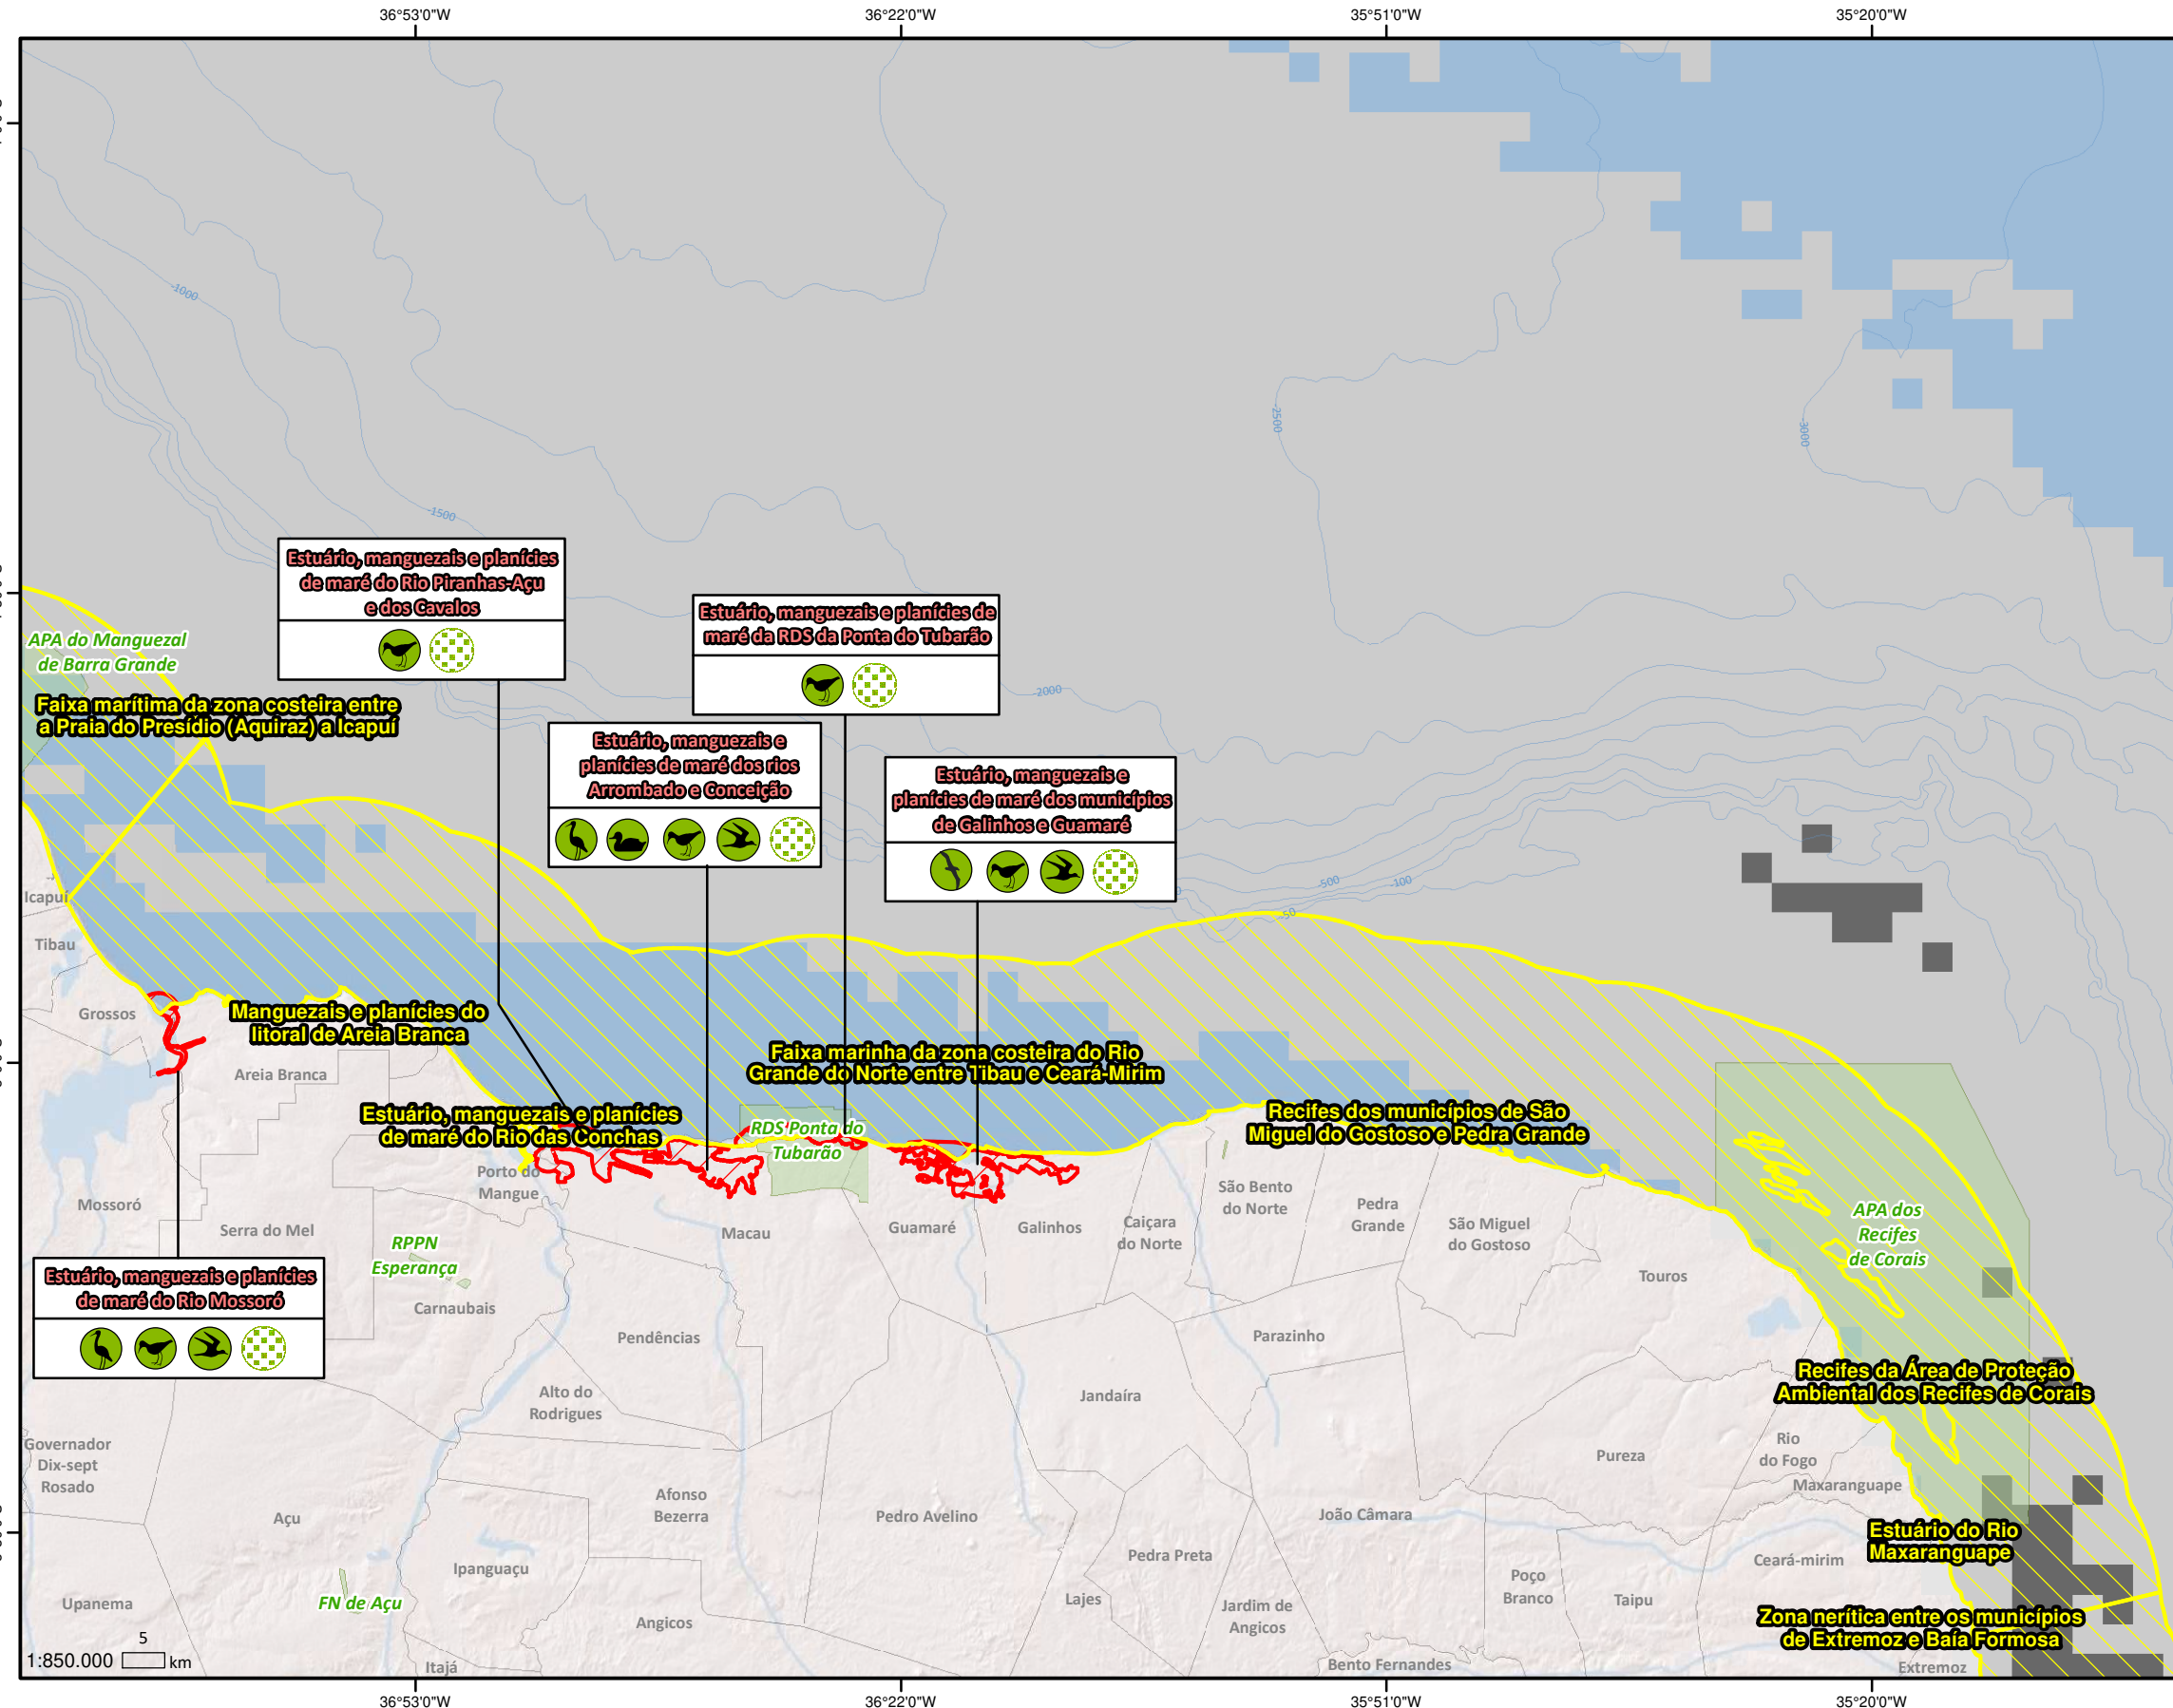 36°53'0"W
36°22'0"W
35°51'0"W
35°20'0"W
-1000
-1500
-2500
-3000
-2000
-500
-100
-50
Estuário, manguezais e planícies
de maré do Rio Piranhas-Açu
e dos Cavalos
Estuário, manguezais e planícies de
maré da RDS da Ponta do Tubarão
APA do Manguezal
de Barra Grande
Faixa marítima da zona costeira entre
a Praia do Presídio (Aquiraz) a Icapuí
Estuário, manguezais e
planícies de maré dos rios
Arrombado e Conceição
Estuário, manguezais e
planícies de maré dos municípios
de Galinhos e Guamaré
Icapuí
Tibau
Grossos
Manguezais e planícies do
litoral de Areia Branca
Areia Branca
Faixa marinha da zona costeira do Rio
Grande do Norte entre Tibau e Ceará-Mirim
Estuário, manguezais e planícies
de maré do Rio das Conchas
RDS Ponta do
Tubarão
Recifes dos municípios de São
Miguel do Gostoso e Pedra Grande
Porto do
Mangue
Mossoró
Serra do Mel
Macau
Guamaré
Galinhos
Caiçara
do Norte
São Bento
do Norte
Pedra
Grande
São Miguel
do Gostoso
APA dos
Recifes
de Corais
RPPN
Esperança
Carnaubais
Touros
Estuário, manguezais e planícies
de maré do Rio Mossoró
Pendências
Parazinho
Alto do
Rodrigues
Jandaíra
Recifes da Área de Proteção
Ambiental dos Recifes de Corais
Governador
Dix-sept
Rosado
Pureza
Rio
do Fogo
Maxaranguape
Açu
Afonso
Bezerra
Pedro Avelino
João Câmara
Estuário do Rio
Maxaranguape
Ipanguaçu
Pedra Preta
Ceará-mirim
Upanema
FN de Açu
Angicos
Lajes
Jardim de
Angicos
Poço
Branco
Taipu
Zona nerítica entre os municípios
de Extremoz e Baía Formosa
5
1:850.000 km
Itajá
Bento Fernandes
Extremoz
36°53'0"W
36°22'0"W
35°51'0"W
35°20'0"W